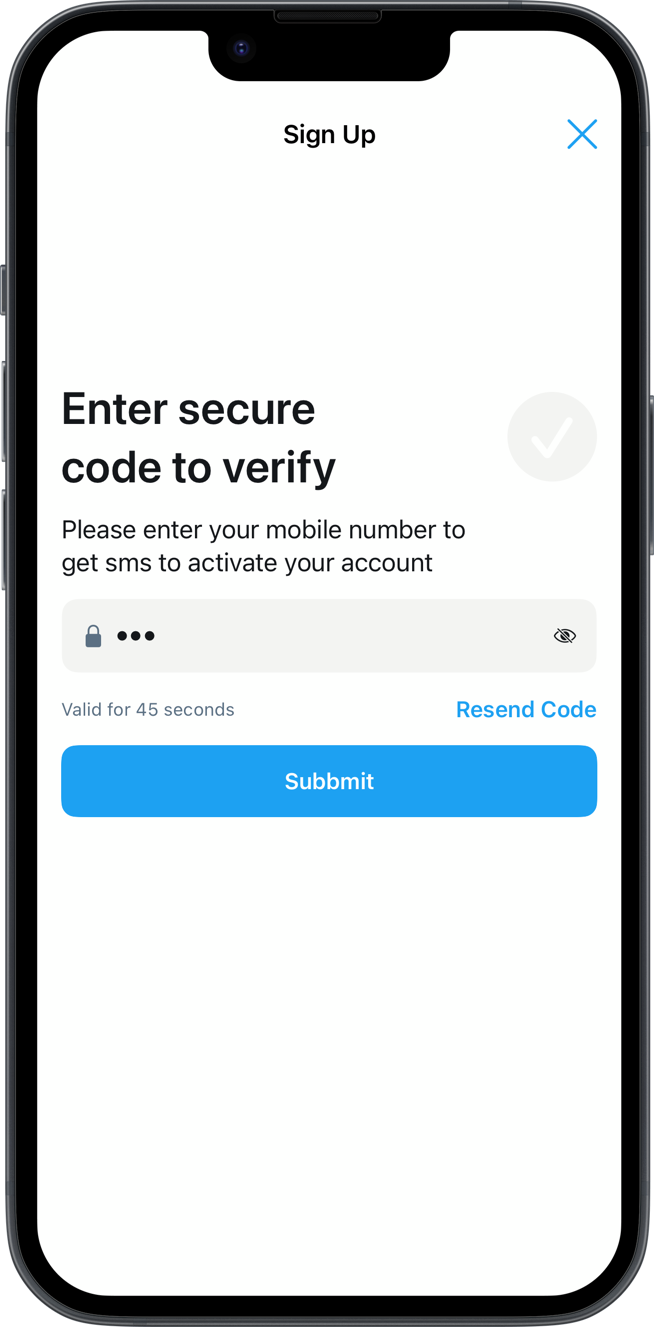 Sign Up
Enter secure
code to verify
Please enter your mobile number to
get sms to activate your account
•••
Valid for 45 seconds
Resend Code
Subbmit